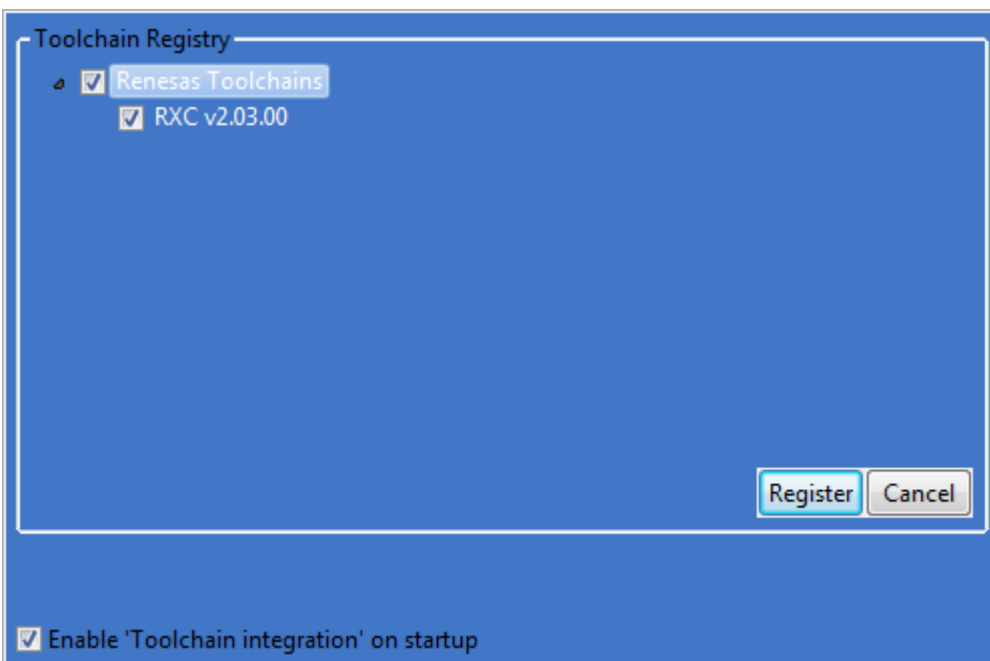 Toolchain Registry
Renesas Toolchains
RXC v2.03.00
Register Cancel
Enable 'Toolchain integration' on startup